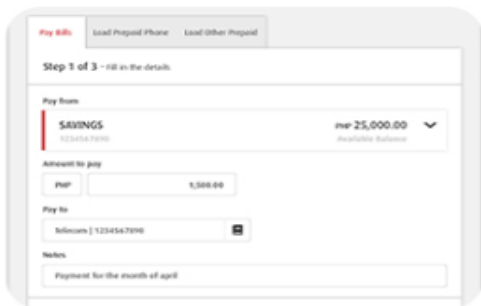 Pay Bills Load Prepaid Phone Load Other Prepaid
Step 1 of 3 - Fill in the details
Pay from
SAVINGS PHP 25,000.00
1234567890 Available Balance
Amount to pay
PHP 1,500.00
Pay to
Telecom | 1234567890
Notes
Payment for the month of april